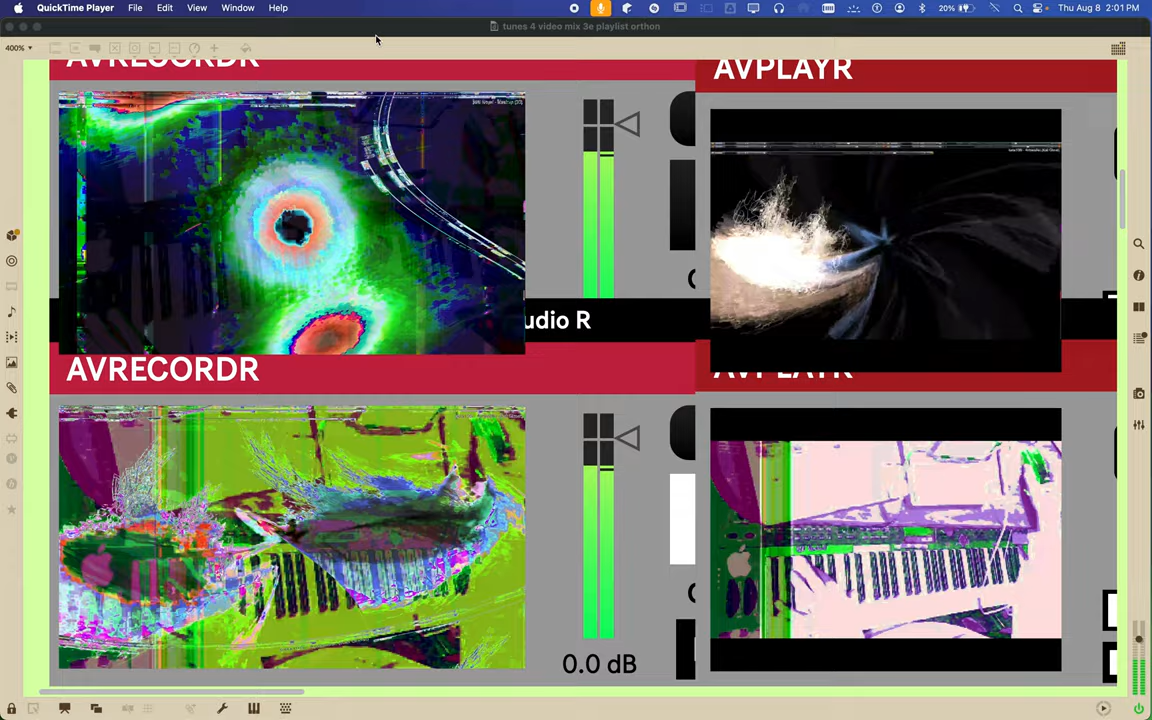 QuickTime Player File Edit View Window Help 20% Thu Aug 8 2:01 PM
tunes 4 video mix 3e playlist orthon
400%
AVRECORDR
AVPLAYR
udio R
AVRECORDR
AVPLAYR
0.0 dB